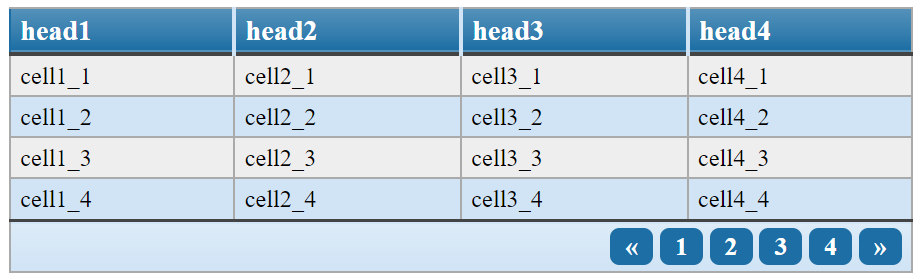 head1 head2 head3 head4
cell1_1 cell2_1 cell3_1 cell4_1
cell1_2 cell2_2 cell3_2 cell4_2
cell1_3 cell2_3 cell3_3 cell4_3
cell1_4 cell2_4 cell3_4 cell4_4
« 1 2 3 4 »